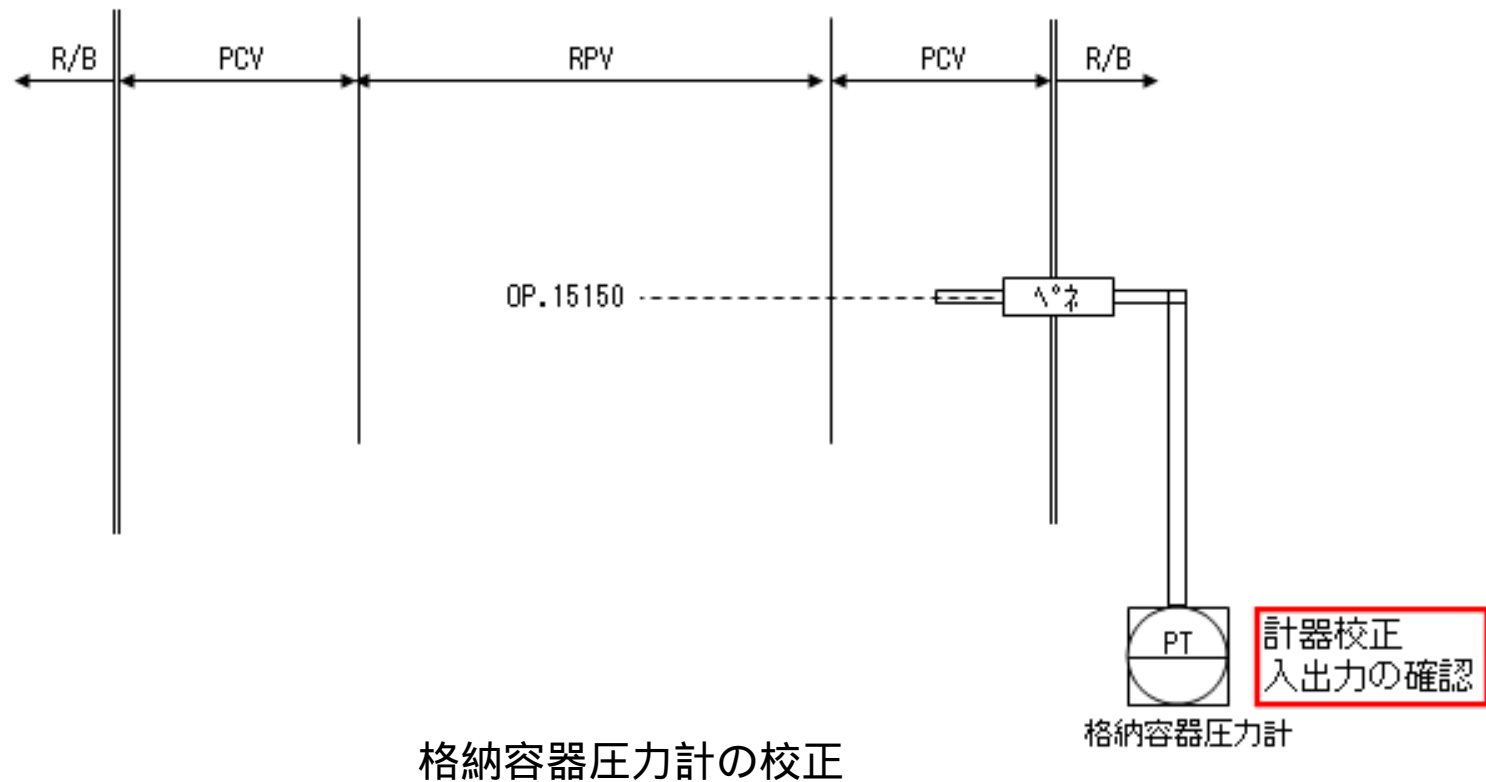 R/B PCV RPV PCV R/B
OP.15150
ペネ
PT
計器校正
入出力の確認
格納容器圧力計
格納容器圧力計の校正